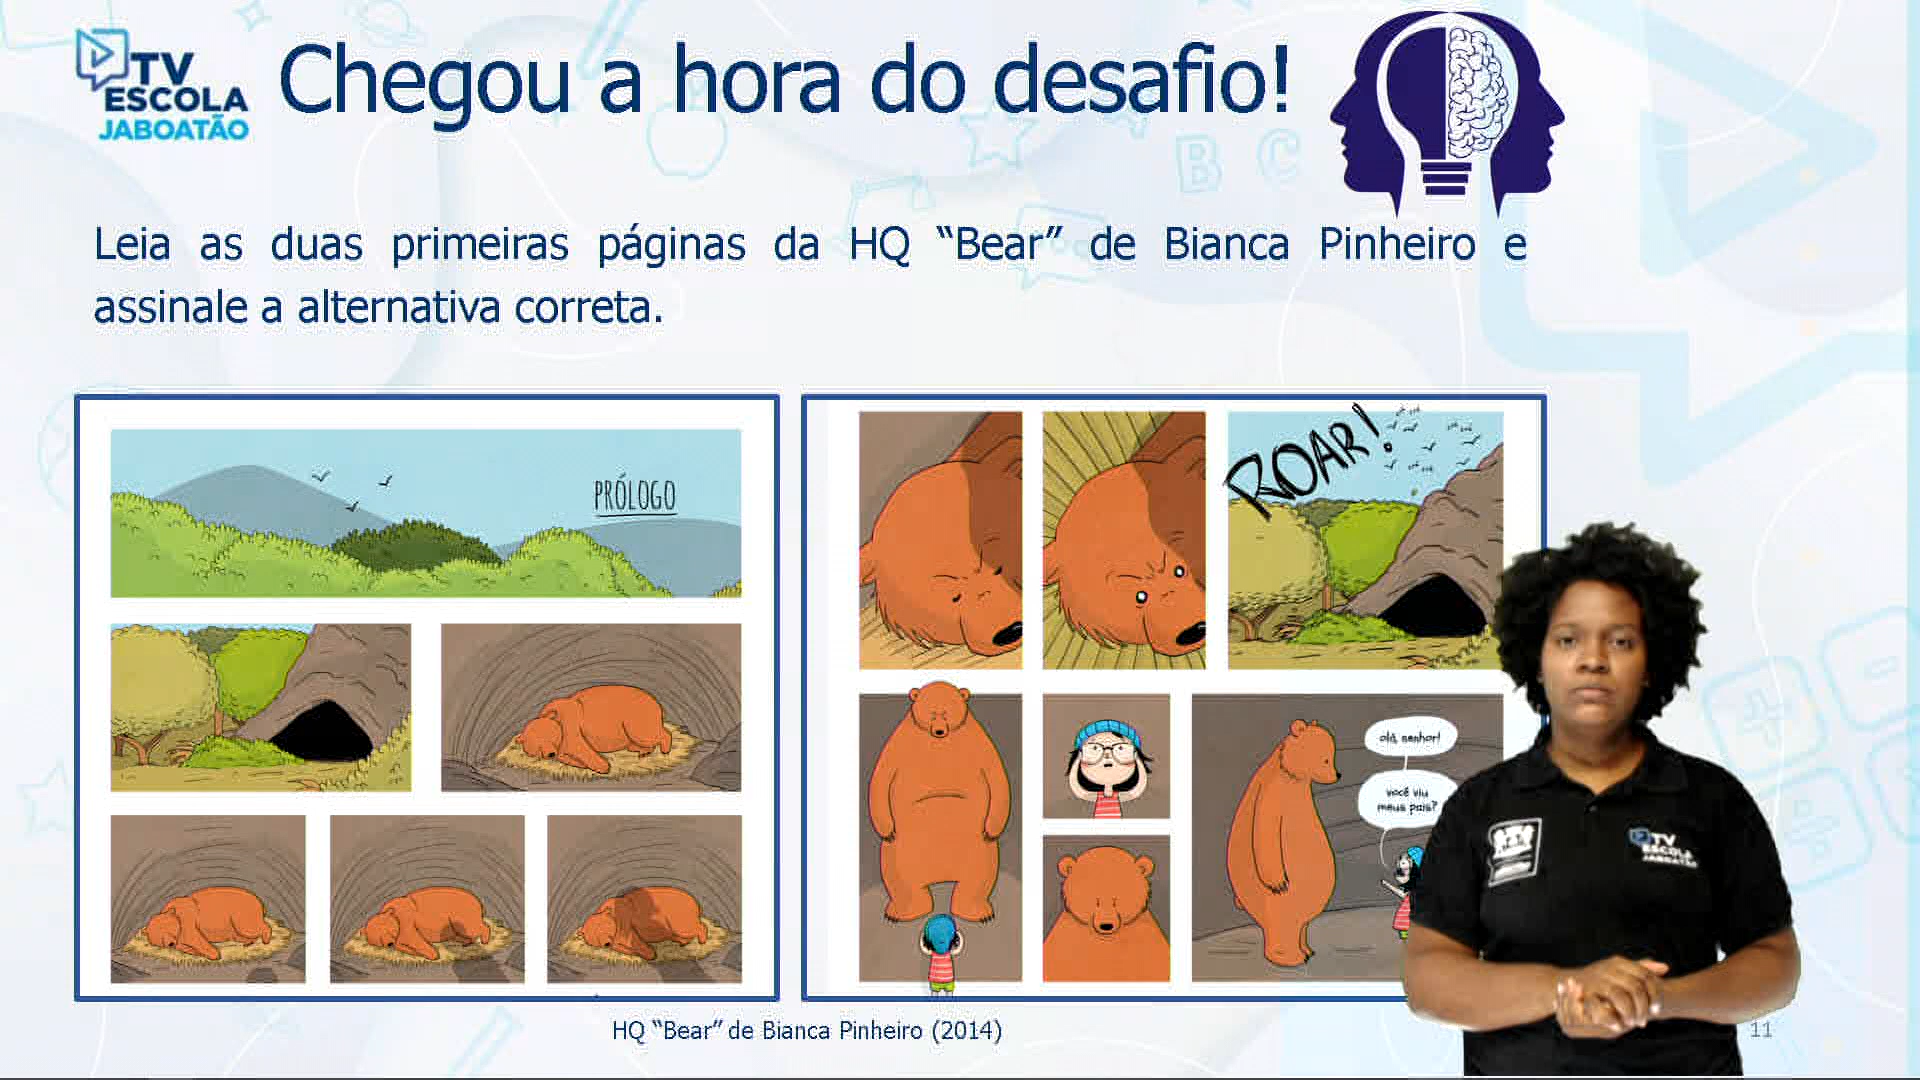 TV
ESCOLA
JABOATÃO
Chegou a hora do desafio!
B C
Leia as duas primeiras páginas da HQ “Bear” de Bianca Pinheiro e
assinale a alternativa correta.
PRÓLOGO
ROAR!
olá, senhor!
você viu
meus pais?
TV
ESCOLA
JABOATÃO
HQ “Bear” de Bianca Pinheiro (2014)
11